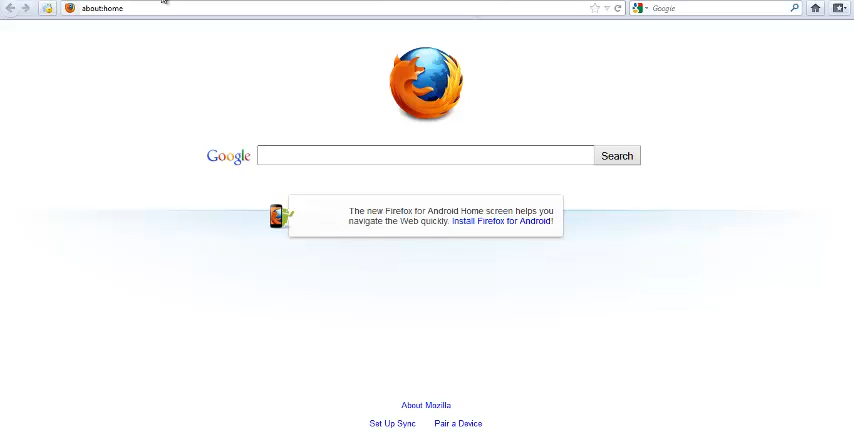 about:home
Google
Google
Search
The new Firefox for Android Home screen helps you
navigate the Web quickly. Install Firefox for Android!
About Mozilla
Set Up Sync
Pair a Device